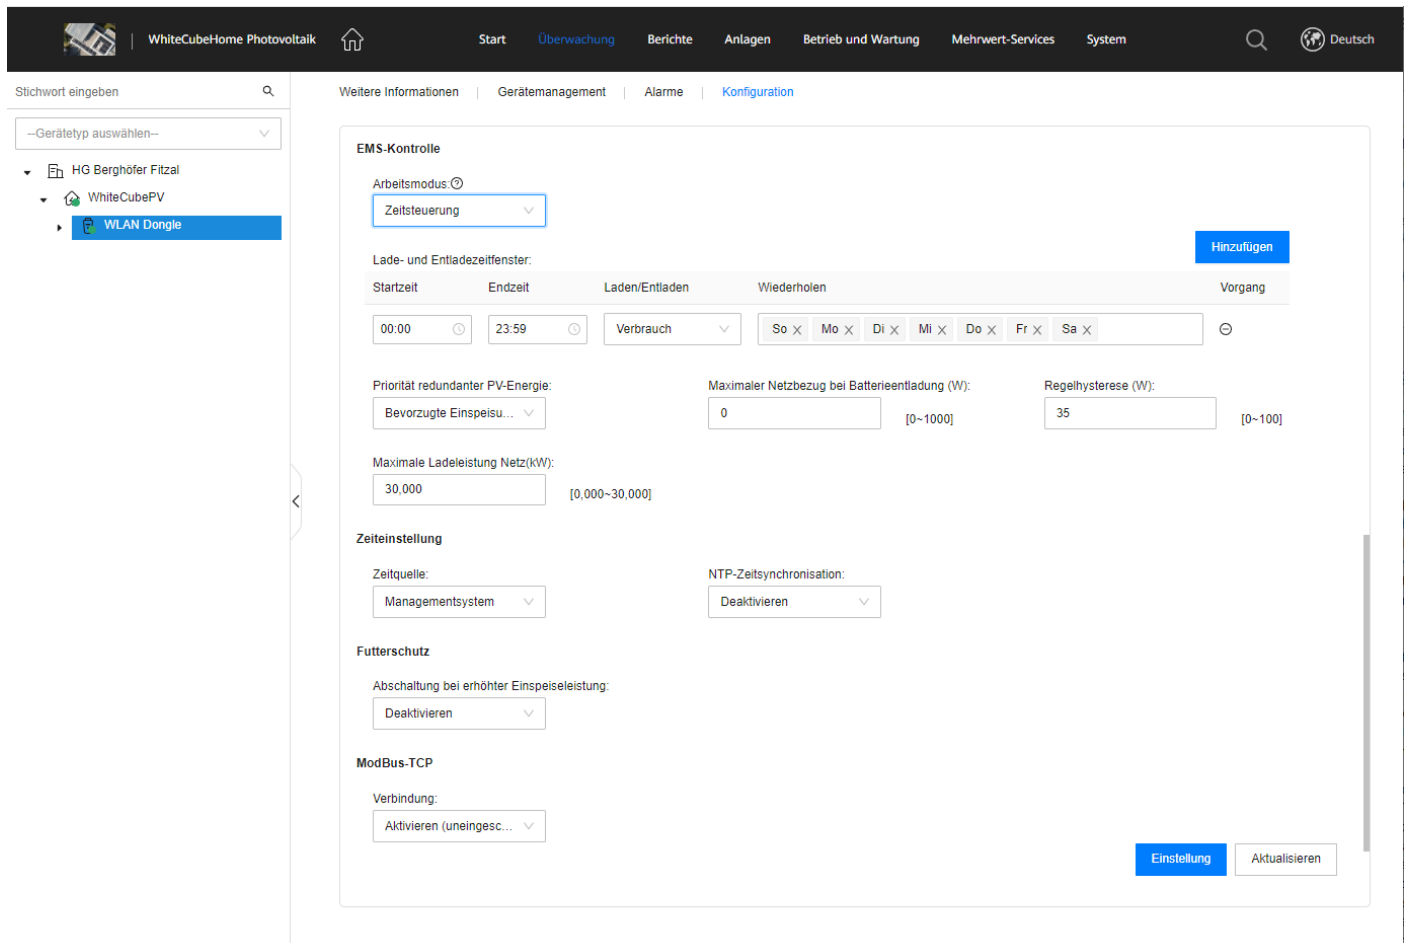 WhiteCubeHome Photovoltaik Start Überwachung Berichte Anlagen Betrieb und Wartung Mehrwert-Services System Deutsch
Stichwort eingeben
--Gerätetyp auswählen--
HG Berghöfer Fitzal
WhiteCubePV
WLAN Dongle
Weitere Informationen Gerätemanagement Alarme Konfiguration
EMS-Kontrolle
Arbeitsmodus:
Zeitsteuerung
Hinzufügen
Lade- und Entladezeitfenster:
Startzeit Endzeit Laden/Entladen Wiederholen Vorgang
00:00 23:59 Verbrauch So Mo Di Mi Do Fr Sa
Priorität redundanter PV-Energie: Maximaler Netzbezug bei Batterieentladung (W): Regelhysterese (W):
Bevorzugte Einspeisu... 0 [0~1000] 35 [0~100]
Maximale Ladeleistung Netz(kW):
30,000 [0,000~30,000]
Zeiteinstellung
Zeitquelle: NTP-Zeitsynchronisation:
Managementsystem Deaktivieren
Futterschutz
Abschaltung bei erhöhter Einspeiseleistung:
Deaktivieren
ModBus-TCP
Verbindung:
Aktivieren (uneingesc...
Einstellung Aktualisieren